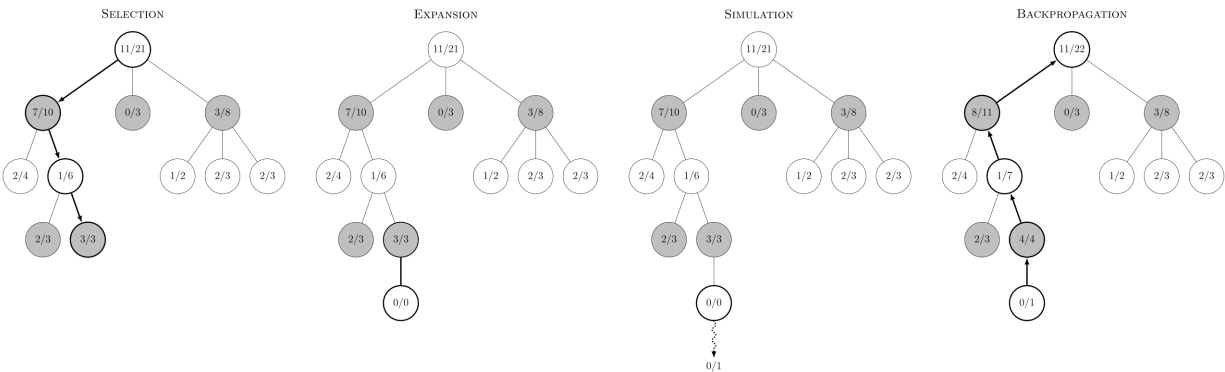 SELECTION
11/21
7/10 0/3 3/8
2/4 1/6 1/2 2/3 2/3
2/3 3/3
EXPANSION
11/21
7/10 0/3 3/8
2/4 1/6 1/2 2/3 2/3
2/3 3/3
0/0
SIMULATION
11/21
7/10 0/3 3/8
2/4 1/6 1/2 2/3 2/3
2/3 3/3
0/0
0/1
BACKPROPAGATION
11/22
8/11 0/3 3/8
2/4 1/7 1/2 2/3 2/3
2/3 4/4
0/1